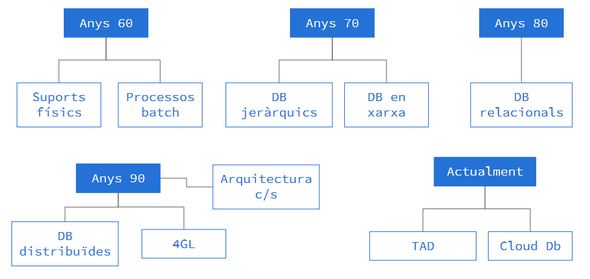 Anys 60
Anys 70
Anys 80
Suports
físics
Processos
batch
DB
jeràrquics
DB en
xarxa
DB
relacionals
Anys 90
Arquitectura
c/s
Actualment
DB
distribuïdes
4GL
TAD
Cloud Db